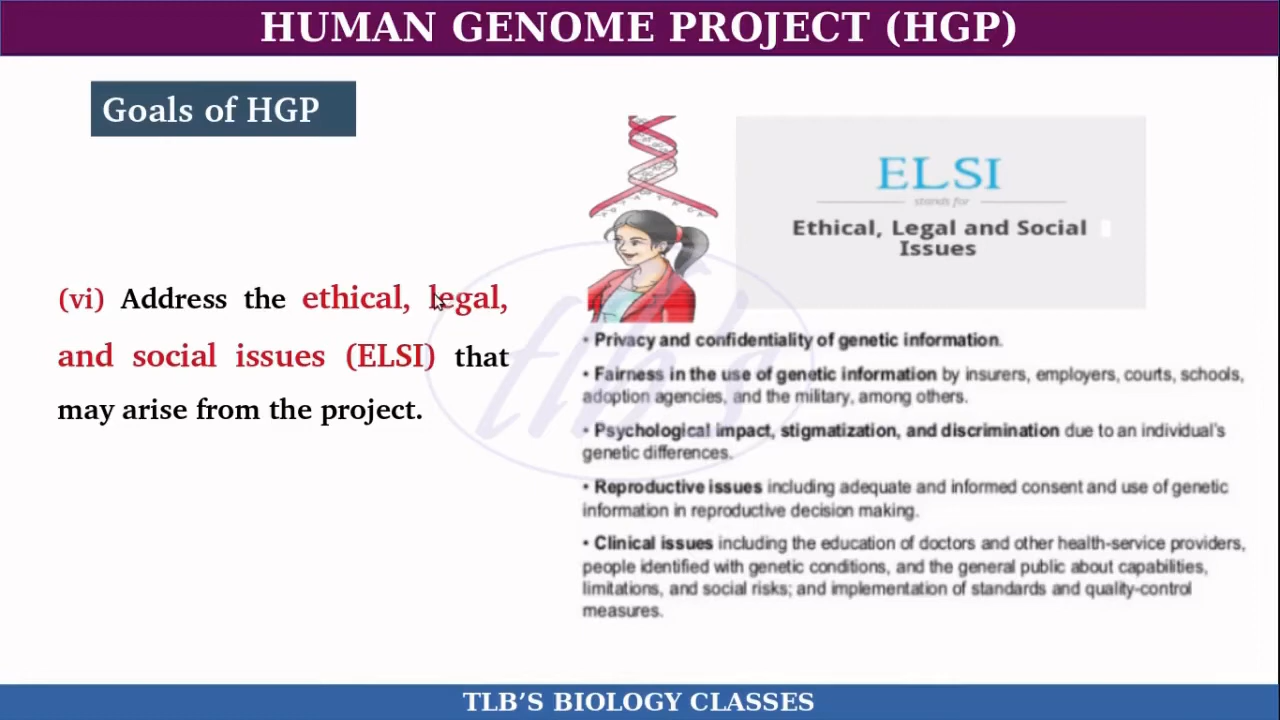 HUMAN GENOME PROJECT (HGP)
Goals of HGP
(vi) Address the ethical, legal,
and social issues (ELSI) that
may arise from the project.
ELSI
stands for
Ethical, Legal and Social
Issues
• Privacy and confidentiality of genetic information.
• Fairness in the use of genetic information by insurers, employers, courts, schools,
adoption agencies, and the military, among others.
• Psychological impact, stigmatization, and discrimination due to an individual's
genetic differences.
• Reproductive issues including adequate and informed consent and use of genetic
information in reproductive decision making.
• Clinical issues including the education of doctors and other health-service providers,
people identified with genetic conditions, and the general public about capabilities,
limitations, and social risks; and implementation of standards and quality-control
measures.
tlb's
TLB'S BIOLOGY CLASSES